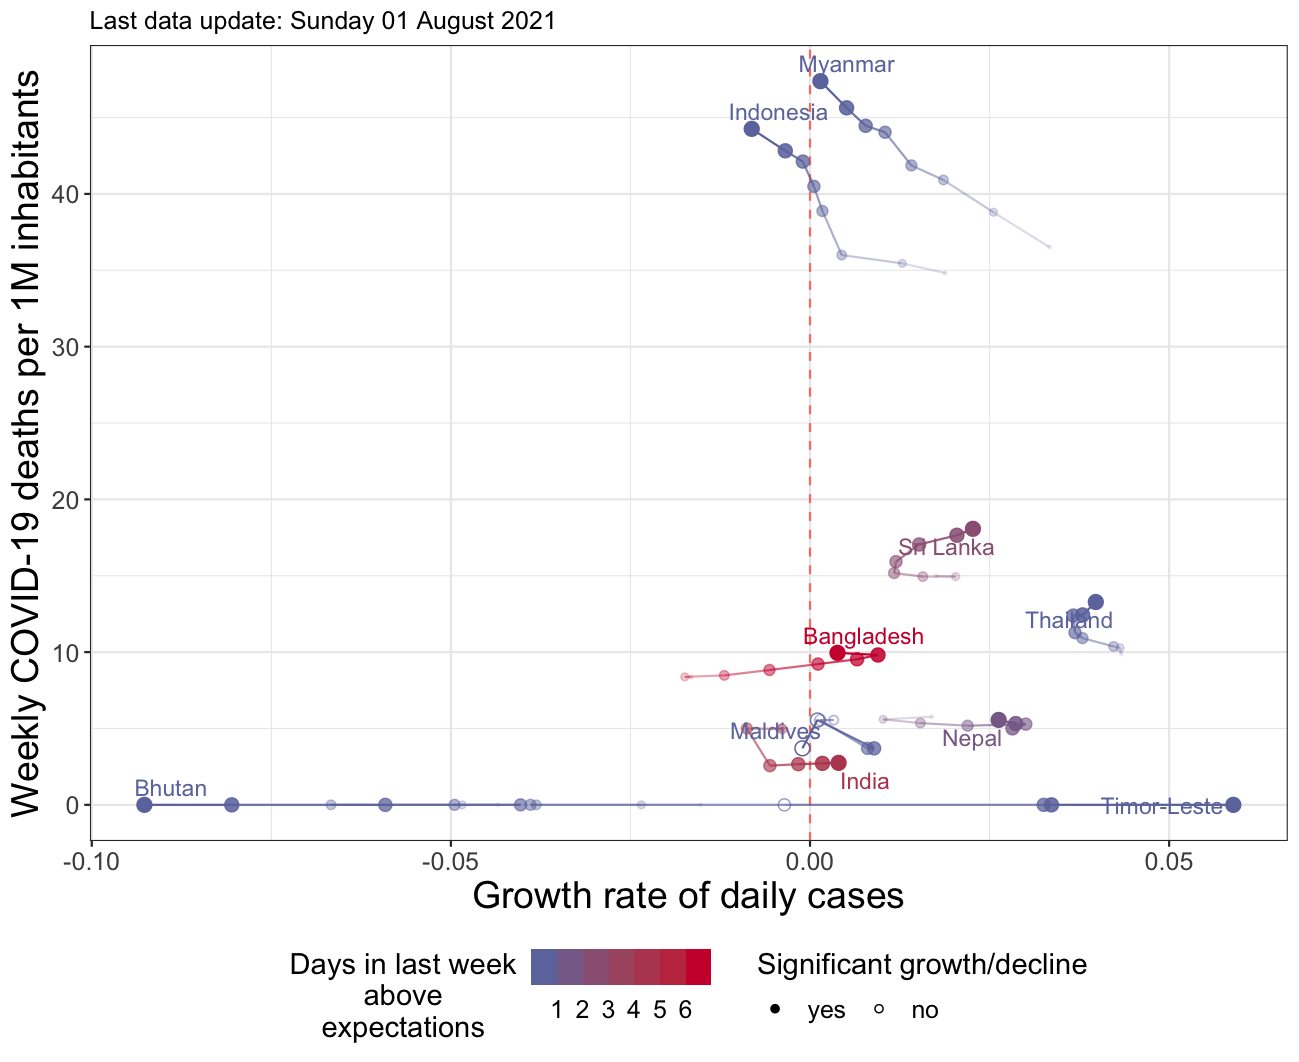 Last data update: Sunday 01 August 2021
Weekly COVID-19 deaths per 1M inhabitants
Myanmar
Indonesia
40
30
20
Sri Lanka
Thailand
Bangladesh
10
Maldives
Nepal
India
Bhutan
0
Timor-Leste
-0.10
-0.05
0.00
0.05
Growth rate of daily cases
Days in last week
above
expectations
1 2 3 4 5 6
Significant growth/decline
yes
no